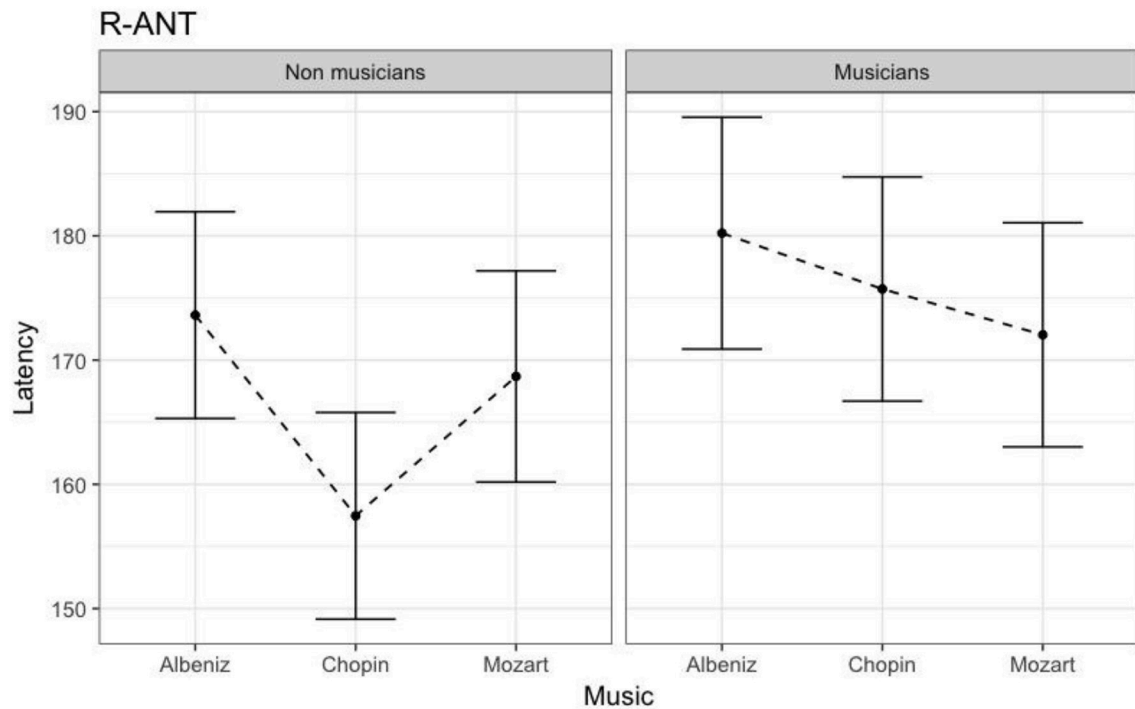 R-ANT
Non musicians
Musicians
190
180
170
160
150
Latency
Albeniz
Chopin
Mozart
Albeniz
Chopin
Mozart
Music